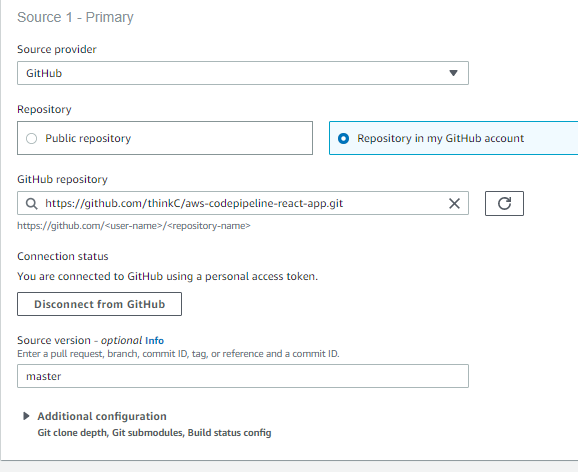 Source 1 - Primary
Source provider
GitHub
Repository
Public repository
Repository in my GitHub account
GitHub repository
https://github.com/thinkC/aws-codepipeline-react-app.git
https://github.com/<user-name>/<repository-name>
Connection status
You are connected to GitHub using a personal access token.
Disconnect from GitHub
Source version - optional Info
Enter a pull request, branch, commit ID, tag, or reference and a commit ID.
master
Additional configuration
Git clone depth, Git submodules, Build status config